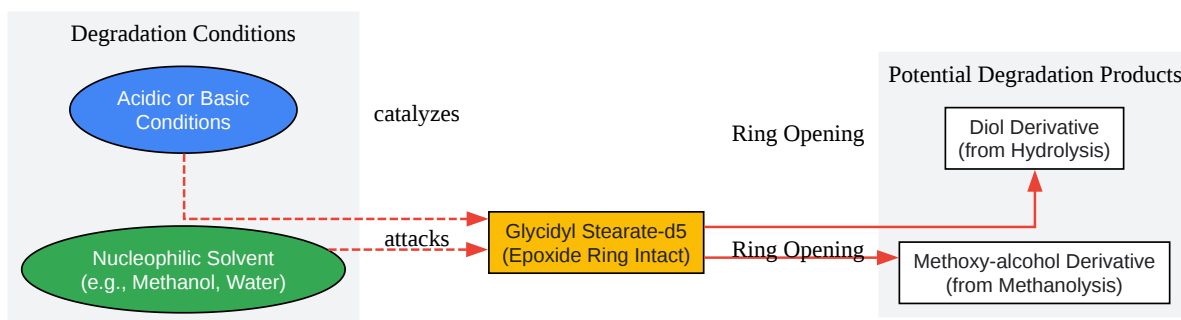 Degradation Conditions
Acidic or Basic
Conditions
catalyzes
Nucleophilic Solvent
(e.g., Methanol, Water)
attacks
Glycidyl Stearate-d5
(Epoxide Ring Intact)
Ring Opening
Ring Opening
Potential Degradation Products
Diol Derivative
(from Hydrolysis)
Methoxy-alcohol Derivative
(from Methanolysis)